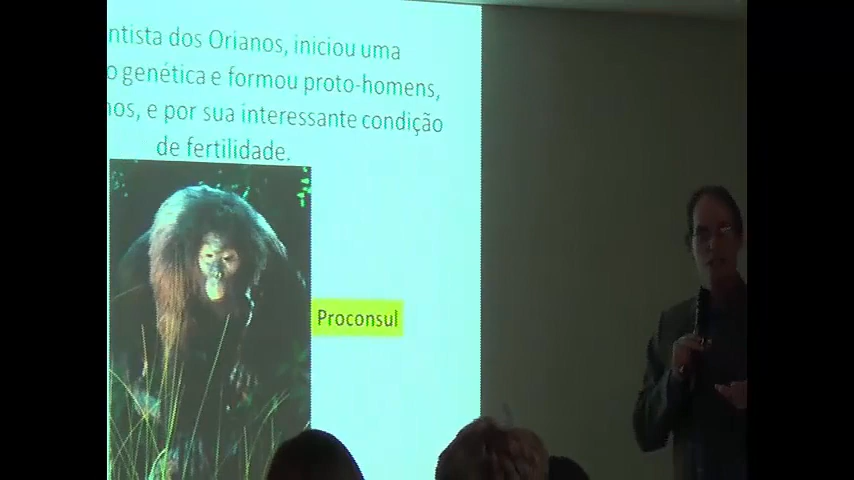 ntista dos Orianos, iniciou uma
o genética e formou proto-homens,
nos, e por sua interessante condição
de fertilidade.
Proconsul